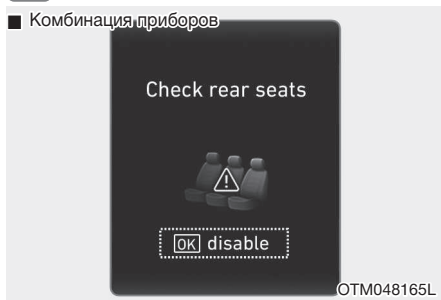 ■ Комбинация приборов
Check rear seats
OK disable
OTM048165L